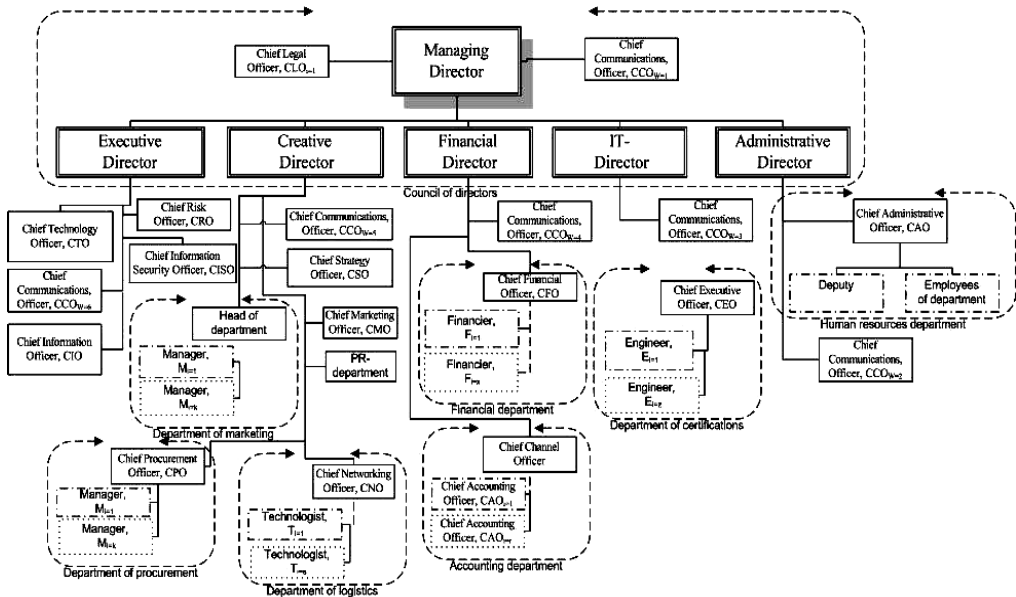 Managing
Director
Chief Legal
Officer, CLOi=1
Chief
Communications,
Officer, CCOW=1
Executive
Director
Creative
Director
Financial
Director
IT-
Director
Administrative
Director
Council of directors
Chief Technology
Officer, CTO
Chief Risk
Officer, CRO
Chief Information
Security Officer, CISO
Chief
Communications,
Officer, CCOW=6
Chief Information
Officer, CIO
Chief Communications,
Officer, CCOW=5
Chief Strategy
Officer, CSO
Head of
department
Manager,
Mi=1
Manager,
Mi=k
Department of marketing
Chief Marketing
Officer, CMO
PR-
department
Chief
Communications,
Officer, CCOW=4
Chief Financial
Officer, CFO
Financier,
Fi=1
Financier,
Fi=n
Financial department
Chief
Communications,
Officer, CCOW=3
Chief Executive
Officer, CEO
Engineer,
Ei=1
Engineer,
Department of certifications
Chief Administrative
Officer, CAO
Deputy
Employees
of department
Human resources department
Chief
Communications,
Officer, CCOW=2
Chief Procurement
Officer, CPO
Manager,
Mi=1
Manager,
Mi=k
Department of procurement
Chief Networking
Officer, CNO
Technologist,
Ti=1
Technologist,
Department of logistics
Chief Channel
Officer
Chief Accounting
Officer, CAOi=1
Chief Accounting
Officer,
Accounting department